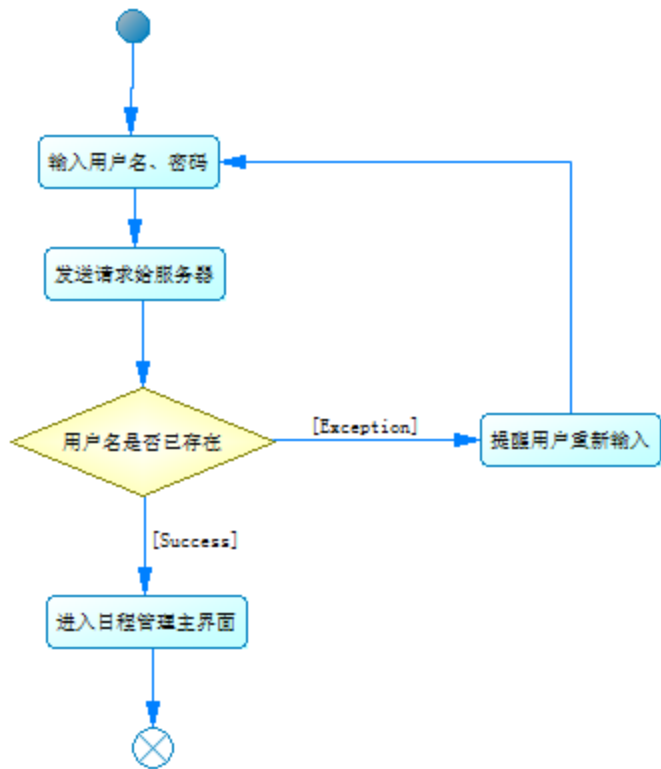 输入用户名、密码
发送请求给服务器
用户名是否已存在
[Exception]
提醒用户重新输入
[Success]
进入日程管理主界面